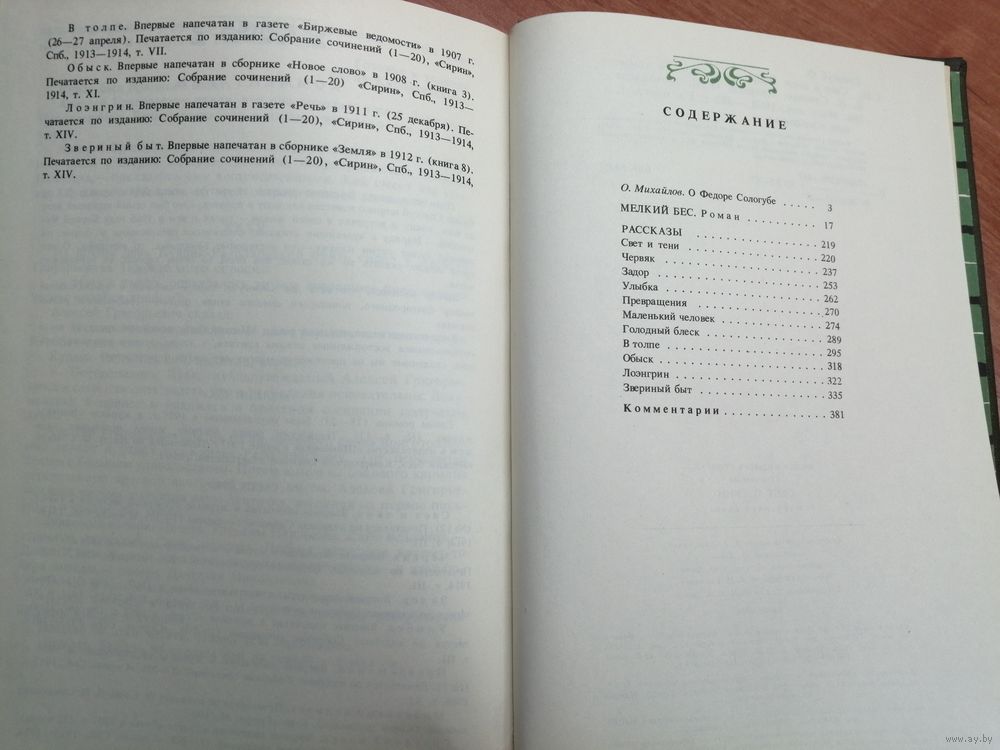 В толпе. Впервые напечатан в газете «Биржевые ведомости» в 1907 г.
(26—27 апреля). Печатается по изданию: Собрание сочинений (1—20), «Сирин»,
Спб., 1913—1914, т. VII.
Обыск. Впервые напечатан в сборнике «Новое слово» в 1908 г. (книга 3).
Печатается по изданию: Собрание сочинений (1—20) «Сирин», Спб., 1913—
1914, т. XI.
Лоэнгрин. Впервые напечатан в газете «Речь» в 1911 г. (25 декабря). Пе-
чатается по изданию: Собрание сочинений (1—20), «Сирин», Спб., 1913—1914,
т. XIV.
Звериный быт. Впервые напечатан в сборнике «Земля» в 1912 г. (книга 8).
Печатается по изданию: Собрание сочинений (1—20), «Сирин», Спб., 1913—1914,
т. XIV.
СОДЕРЖАНИЕ
О. Михайлов. О Федоре Сологубе ..... 3
МЕЛКИЙ БЕС. Роман .......... 17
РАССКАЗЫ ............... 219
Свет и тени ................ 220
Червяк ................... 237
Задор .................... 253
Улыбка ................... 262
Превращения ............... 270
Маленький человек ............ 274
Голодный блеск .............. 289
В толпе ................... 295
Обыск .................... 318
Лоэнгрин .................. 322
Звериный быт ............... 335
Комментарии .............. 381
www.ay.by